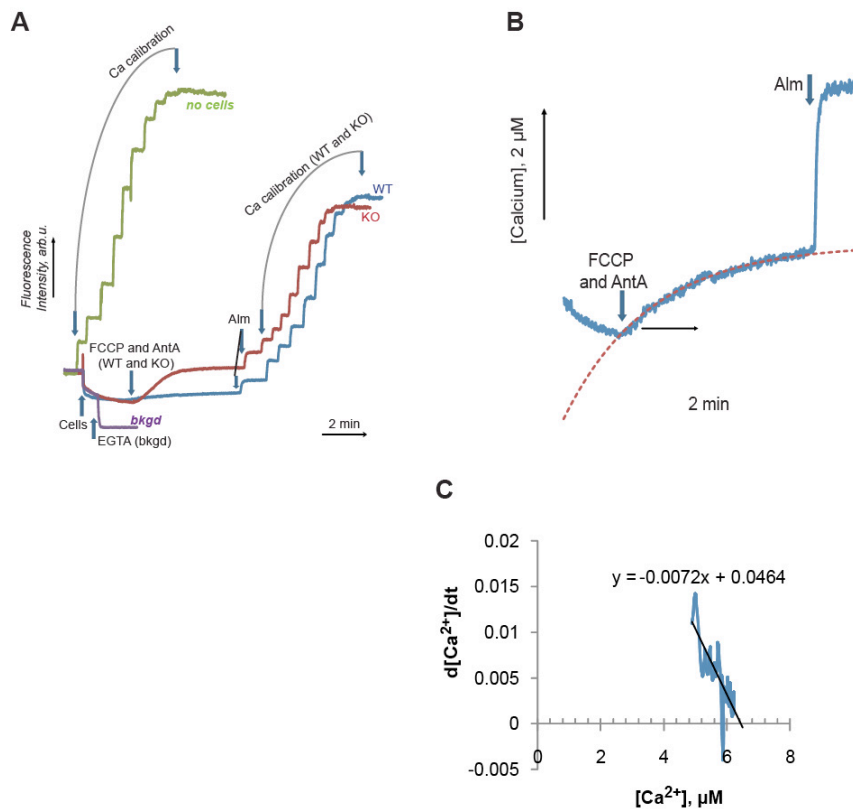 A
Ca calibration
no cells
Ca calibration (WT and KO)
WT
KO
Fluorescence
Intensity, arb.u.
Alm
FCCP and AntA
(WT and KO)
bkgd
Cells
EGTA (bkgd)
2 min
B
Alm
[Calcium], 2 µM
FCCP
and AntA
2 min
C
0.02
y = -0.0072x + 0.0464
0.015
0.01
0.005
0
-0.005
d[Ca²⁺]/dt
0 2 4 6 8
[Ca²⁺], µM